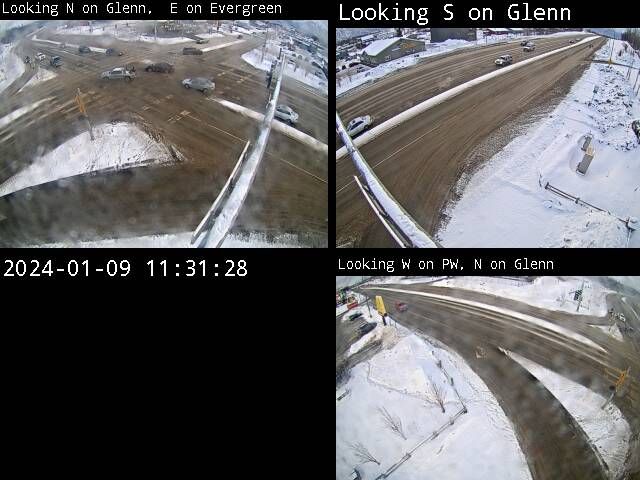 Looking N on Glenn, E on Evergreen
Looking S on Glenn
2024-01-09 11:31:28
Looking W on PW, N on Glenn